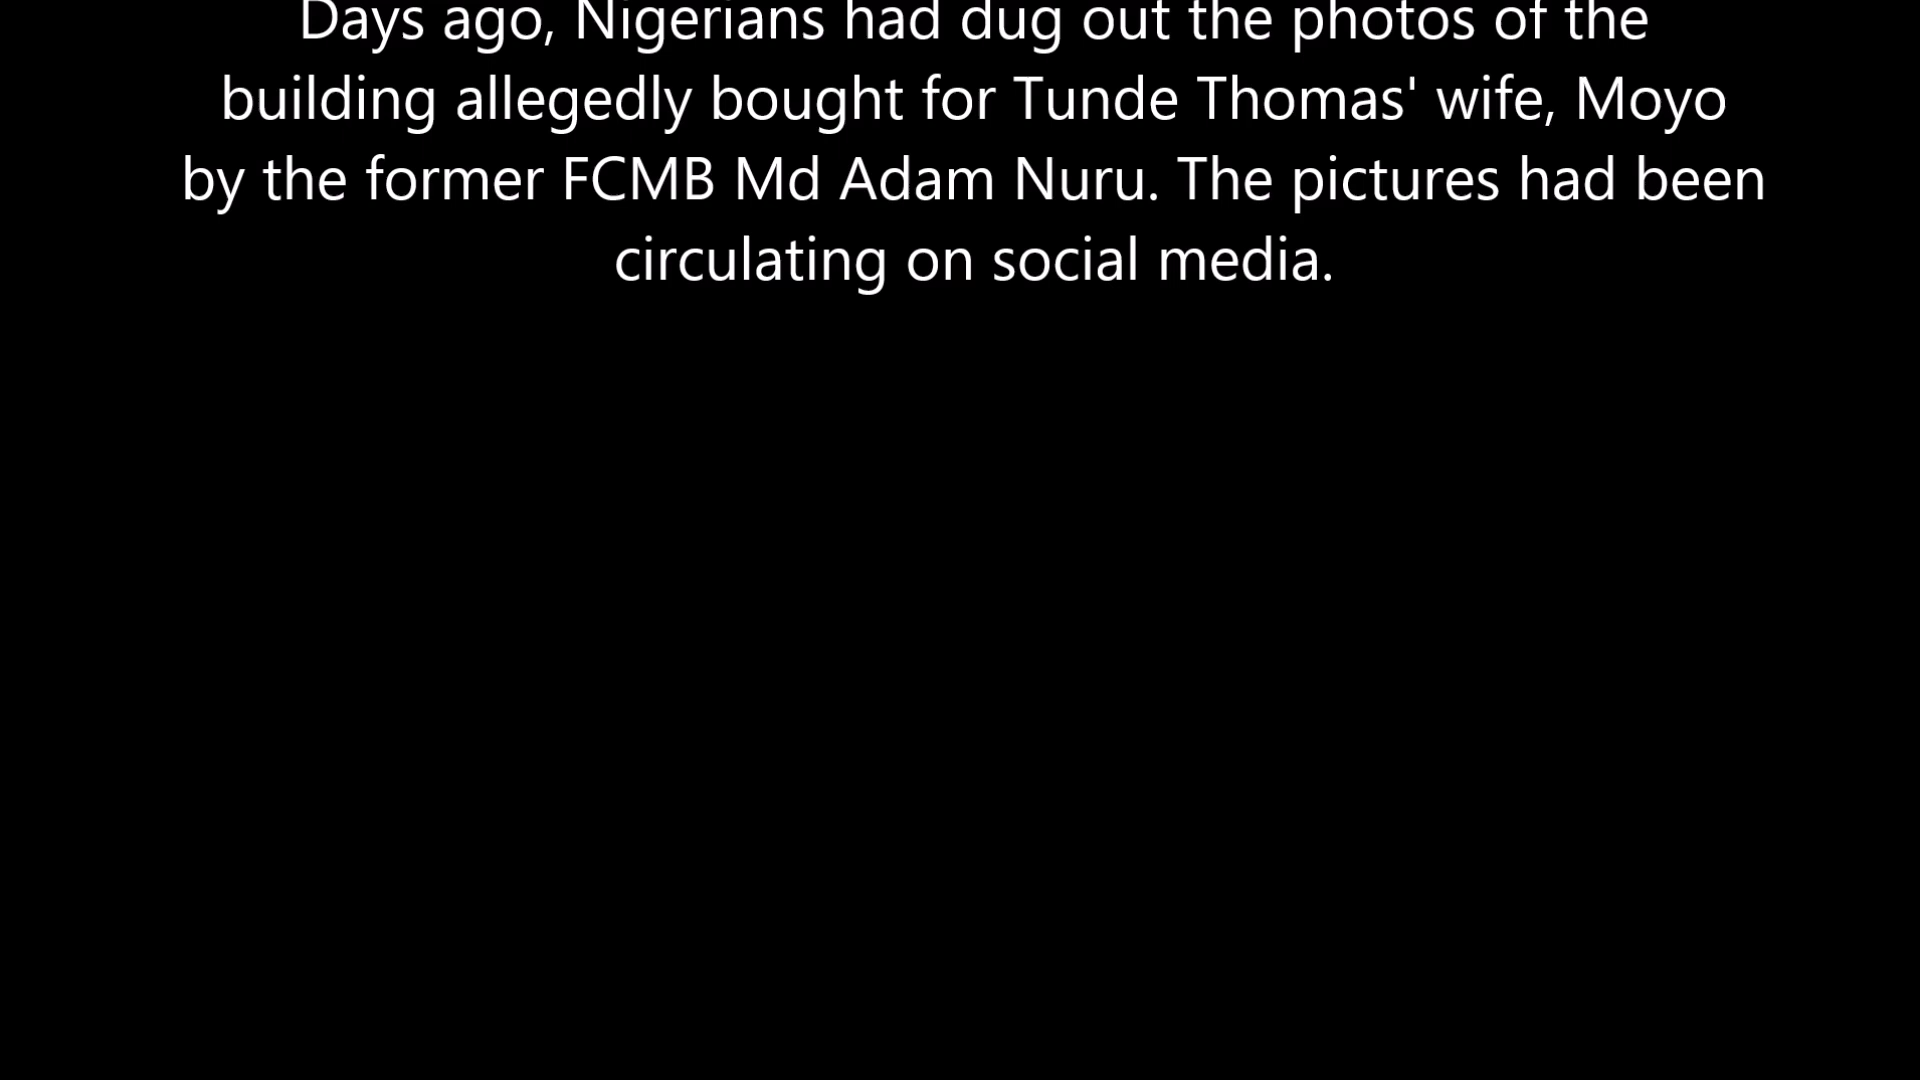 Days ago, Nigerians had dug out the photos of the
building allegedly bought for Tunde Thomas' wife, Moyo
by the former FCMB Md Adam Nuru. The pictures had been
circulating on social media.